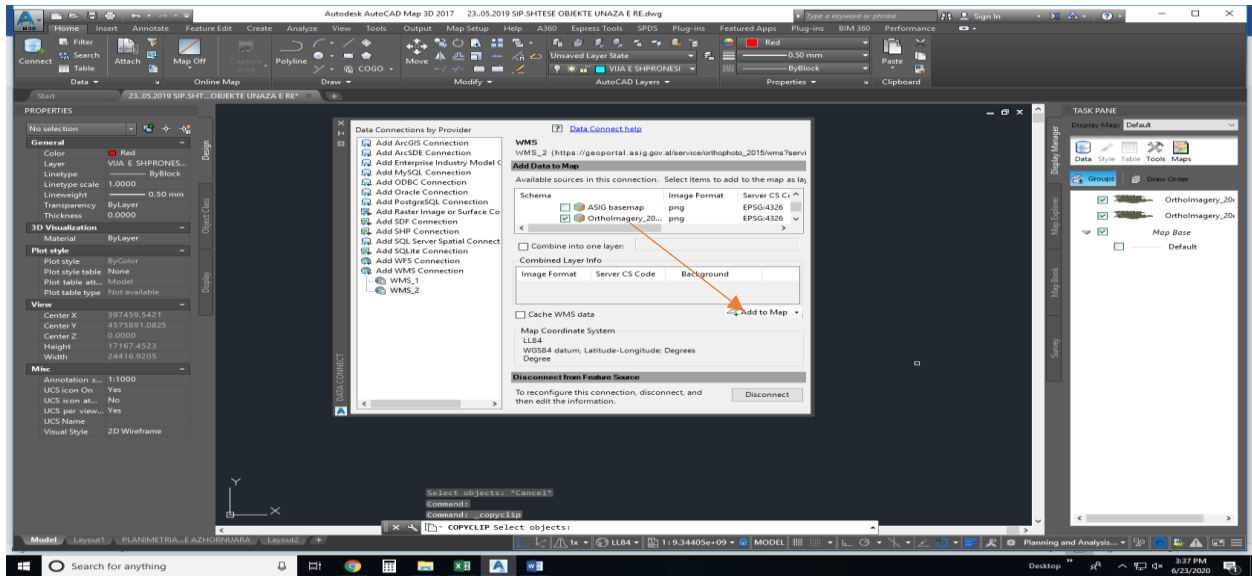 Autodesk AutoCAD Map 3D 2017 23..05.2019 SIP.SHTESE OBJEKTE UNAZA E RE.dwg
Type a keyword or phrase
Sign In
M3D Home Insert Annotate Feature Edit Create Analyze View Tools Output Map Setup Help A360 Express Tools SPDS Plug-ins Featured Apps Plug-ins BIM 360 Performance
Filter
Search
Table
Connect
Attach
Map Off
Capture Area
Polyline
COGO
Move
Unsaved Layer State
VIJA E SHPRONESI
Red
0.50 mm
ByBlock
Paste
Data Online Map Draw Modify AutoCAD Layers Properties Clipboard
Start 23..05.2019 SIP.SHT...OBJEKTE UNAZA E RE*
PROPERTIES
No selection
General
Color Red
Layer VIJA E SHPRONES...
Linetype ByBlock
Linetype scale 1.0000
Lineweight 0.50 mm
Transparency ByLayer
Thickness 0.0000
3D Visualization
Material ByLayer
Plot style
Plot style ByColor
Plot style table None
Plot table att... Model
Plot table type Not available
View
Center X 397459.5421
Center Y 4575891.0825
Center Z 0.0000
Height 17167.4523
Width 24416.9205
Misc
Annotation s... 1:1000
UCS icon On Yes
UCS icon at... No
UCS per view... Yes
UCS Name
Visual Style 2D Wireframe
Design
Object Class
Display
DATA CONNECT
Data Connections by Provider
Add ArcGIS Connection
Add ArcSDE Connection
Add Enterprise Industry Model C
Add MySQL Connection
Add ODBC Connection
Add Oracle Connection
Add PostgreSQL Connection
Add Raster Image or Surface Co
Add SDF Connection
Add SHP Connection
Add SQL Server Spatial Connect
Add SQLite Connection
Add WFS Connection
Add WMS Connection
WMS_1
WMS_2
Data Connect help
WMS
WMS_2 (https://geoportal.asig.gov.al/service/orthophoto_2015/wms?servi
Add Data to Map
Available sources in this connection. Select Items to add to the map as lay
Schema Image Format Server CS Co
ASIG basemap png EPSG:4326
OrthoImagery_20... png EPSG:4326
Combine into one layer:
Combined Layer Info
Image Format Server CS Code Background
Cache WMS data
Add to Map
Map Coordinate System
LL84
WGS84 datum, Latitude-Longitude; Degrees
Degree
Disconnect from Feature Source
To reconfigure this connection, disconnect, and
then edit the information.
Disconnect
TASK PANE
Display Map: Default
Data Style Table Tools Maps
Groups Draw Order
OrthoImagery_20
OrthoImagery_20
Map Base
Default
Display Manager
Map Explorer
Map Book
Survey
Y
X
Select objects: *Cancel*
Command:
Command: _copyclip
COPYCLIP Select objects:
Model Layout1 PLANIMETRIA...E AZHORNUARA Layout2 +
1x LL84 1:9.34405e+09 MODEL Planning and Analysis...
Search for anything
Desktop
3:37 PM
6/23/2020